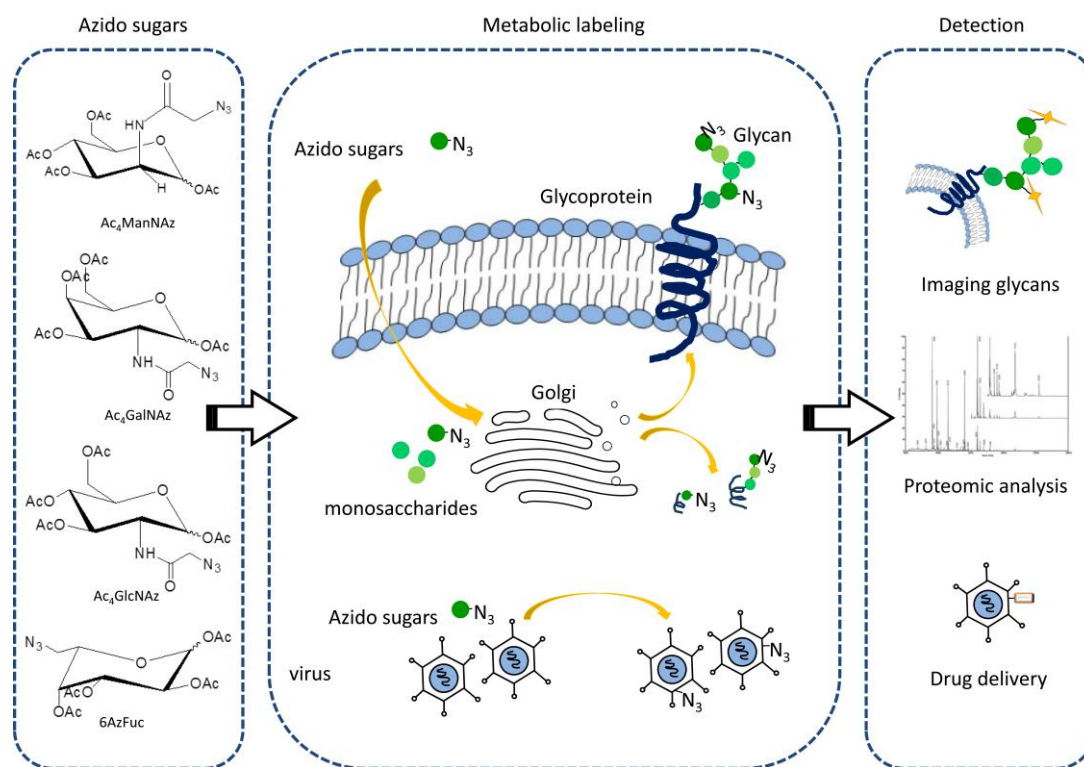 Azido sugars
N₃
O
HN
OAc
AcO
O
AcO
OAc
H
Ac₄ManNAz
OAc
OAc
O
AcO
OAc
NH
N₃
O
Ac₄GalNAz
OAc
O
AcO
AcO
OAc
NH
N₃
O
Ac₄GlcNAz
N₃
OAc
O
OAc
AcO
OAc
6AzFuc
Metabolic labeling
Azido sugars
N₃
N₃
Glycan
N₃
Glycoprotein
Golgi
N₃
monosaccharides
N₃
N₃
Azido sugars
N₃
virus
N₃
N₃
Detection
Imaging glycans
Proteomic analysis
Drug delivery